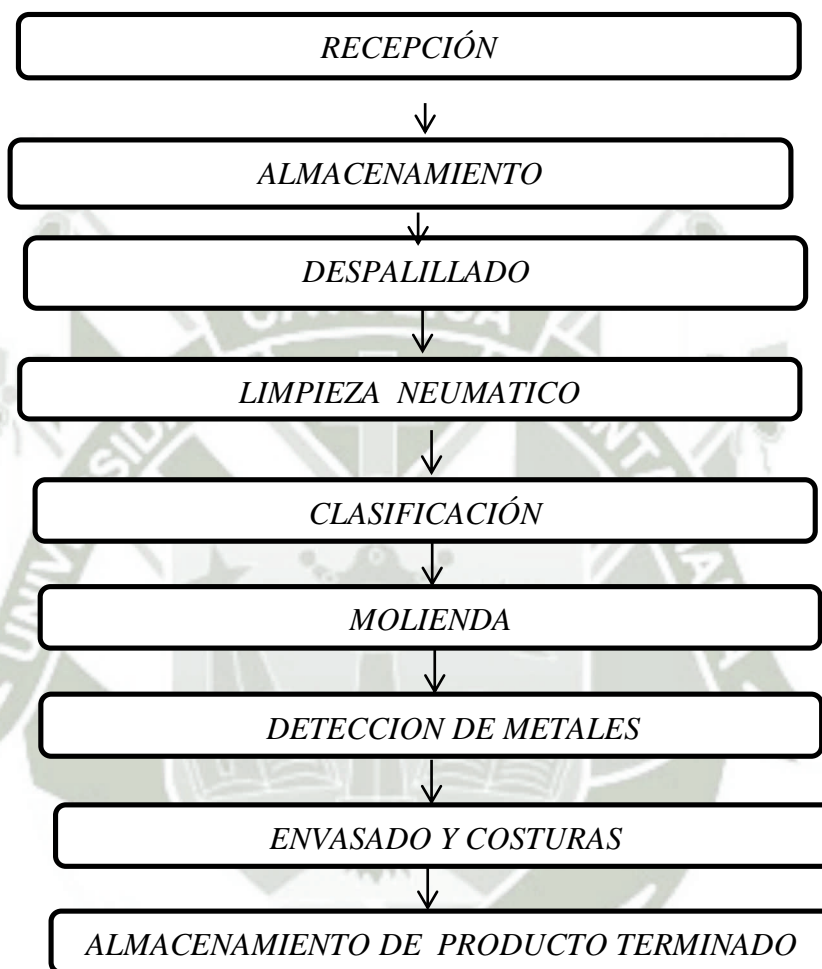 RECEPCIÓN
ALMACENAMIENTO
DESPALILLADO
LIMPIEZA NEUMATICO
CLASIFICACIÓN
MOLIENDA
DETECCION DE METALES
ENVASADO Y COSTURAS
ALMACENAMIENTO DE PRODUCTO TERMINADO